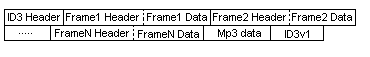 ID3 Header Frame1 Header Frame1 Data Frame2 Header Frame2 Data
..... FrameN Header FrameN Data Mp3 data ID3v1